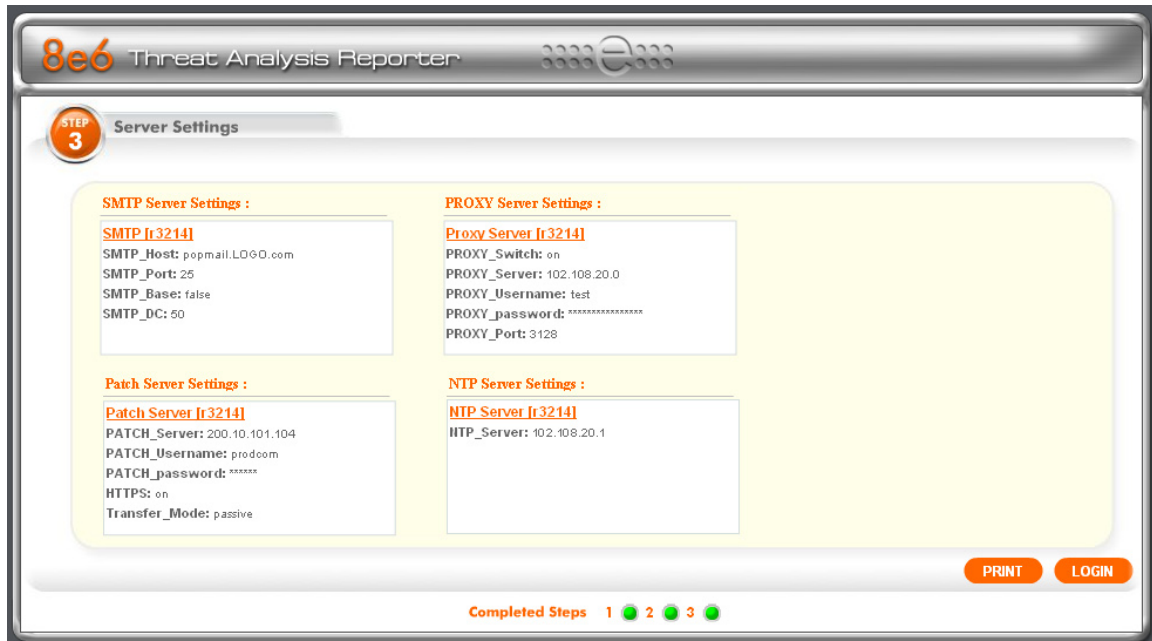 8e6 Threat Analysis Reporter
STEP 3
Server Settings
SMTP Server Settings :
SMTP [r3214]
SMTP_Host: popmail.LOGO.com
SMTP_Port: 25
SMTP_Base: false
SMTP_DC: 50
PROXY Server Settings :
Proxy Server [r3214]
PROXY_Switch: on
PROXY_Server: 102.108.20.0
PROXY_Username: test
PROXY_password: ***************
PROXY_Port: 3128
Patch Server Settings :
Patch Server [r3214]
PATCH_Server: 200.10.101.104
PATCH_Username: prodcom
PATCH_password: ******
HTTPS: on
Transfer_Mode: passive
NTP Server Settings :
NTP Server [r3214]
NTP_Server: 102.108.20.1
PRINT LOGIN
Completed Steps 1 2 3